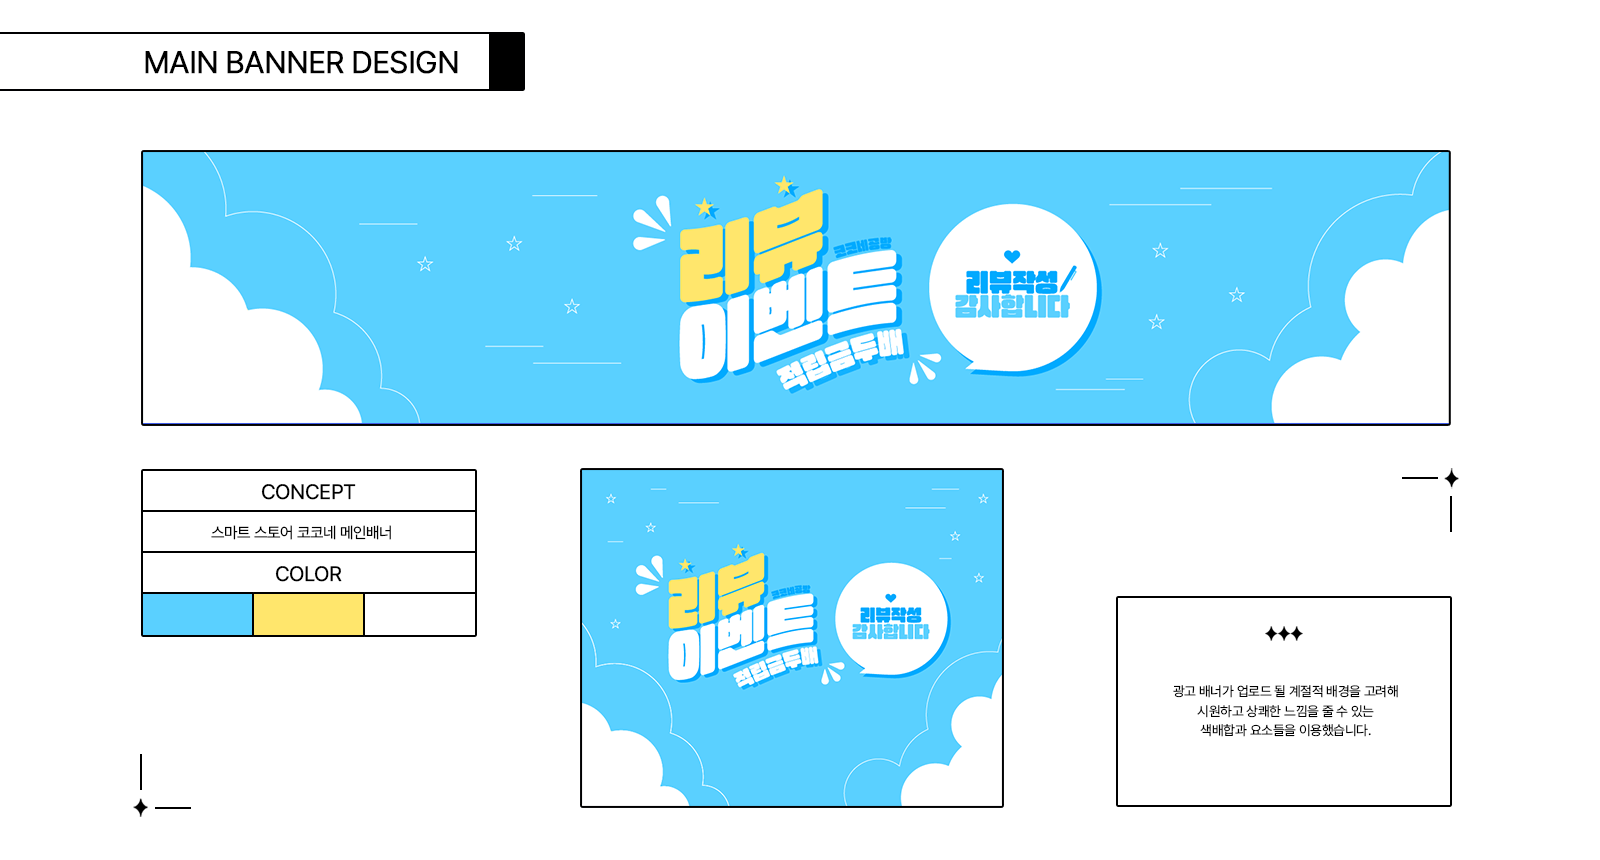 MAIN BANNER DESIGN
리뷰
코코네공방
이벤트
적립금두배
리뷰작성
감사합니다
CONCEPT
스마트 스토어 코코네 메인배너
COLOR
리뷰
코코네공방
이벤트
적립금두배
리뷰작성
감사합니다
광고 배너가 업로드 될 계절적 배경을 고려해
시원하고 상쾌한 느낌을 줄 수 있는
색배합과 요소들을 이용했습니다.